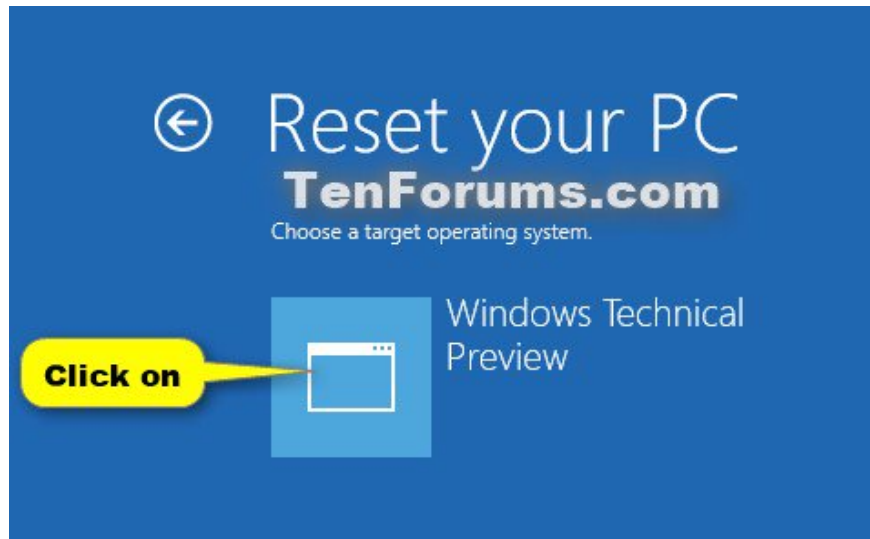 Reset your PC
TenForums.com
Choose a target operating system.
Windows Technical
Preview
Click on